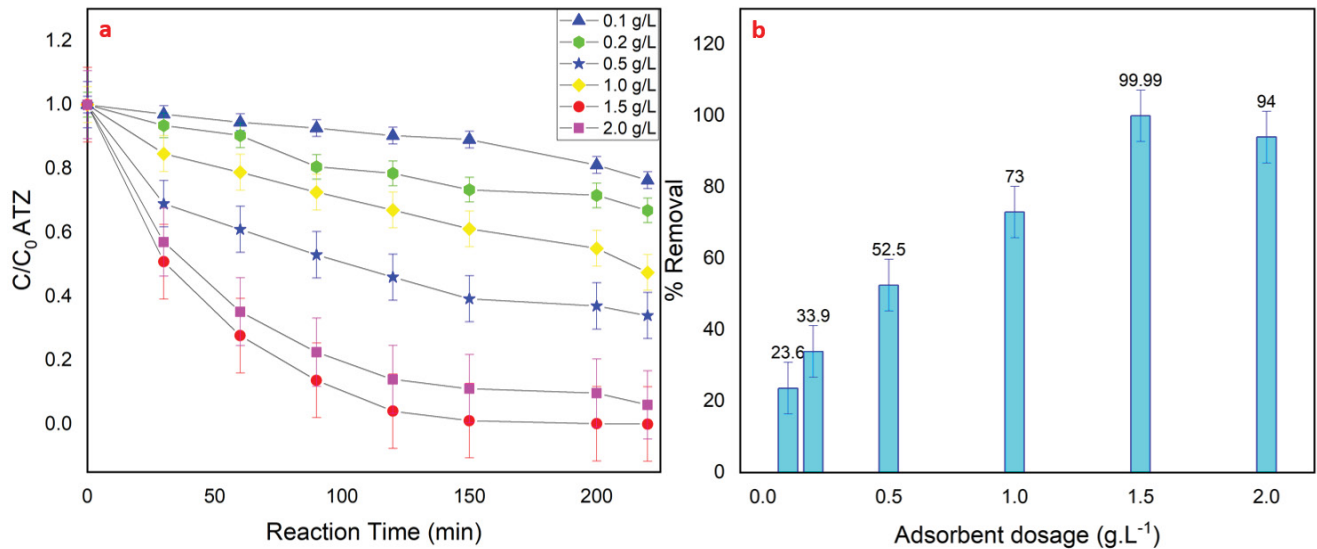 a
0.1 g/L
0.2 g/L
0.5 g/L
1.0 g/L
1.5 g/L
2.0 g/L
1.2
1.0
0.8
0.6
0.4
0.2
0.0
C/C₀ ATZ
0 50 100 150 200
Reaction Time (min)
b
120
100
80
60
40
20
0
% Removal
23.6
33.9
52.5
73
99.99
94
0.0 0.5 1.0 1.5 2.0
Adsorbent dosage (g.L⁻¹)